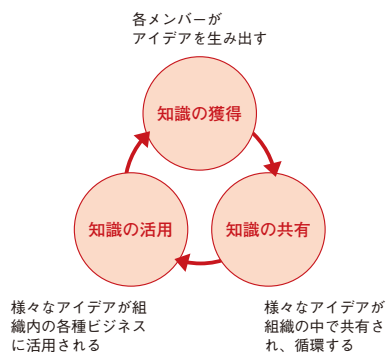 各メンバーが
アイデアを生み出す
知識の獲得
知識の活用
知識の共有
様々なアイデアが組
織内の各種ビジネス
に活用される
様々なアイデアが
組織の中で共有さ
れ、循環する